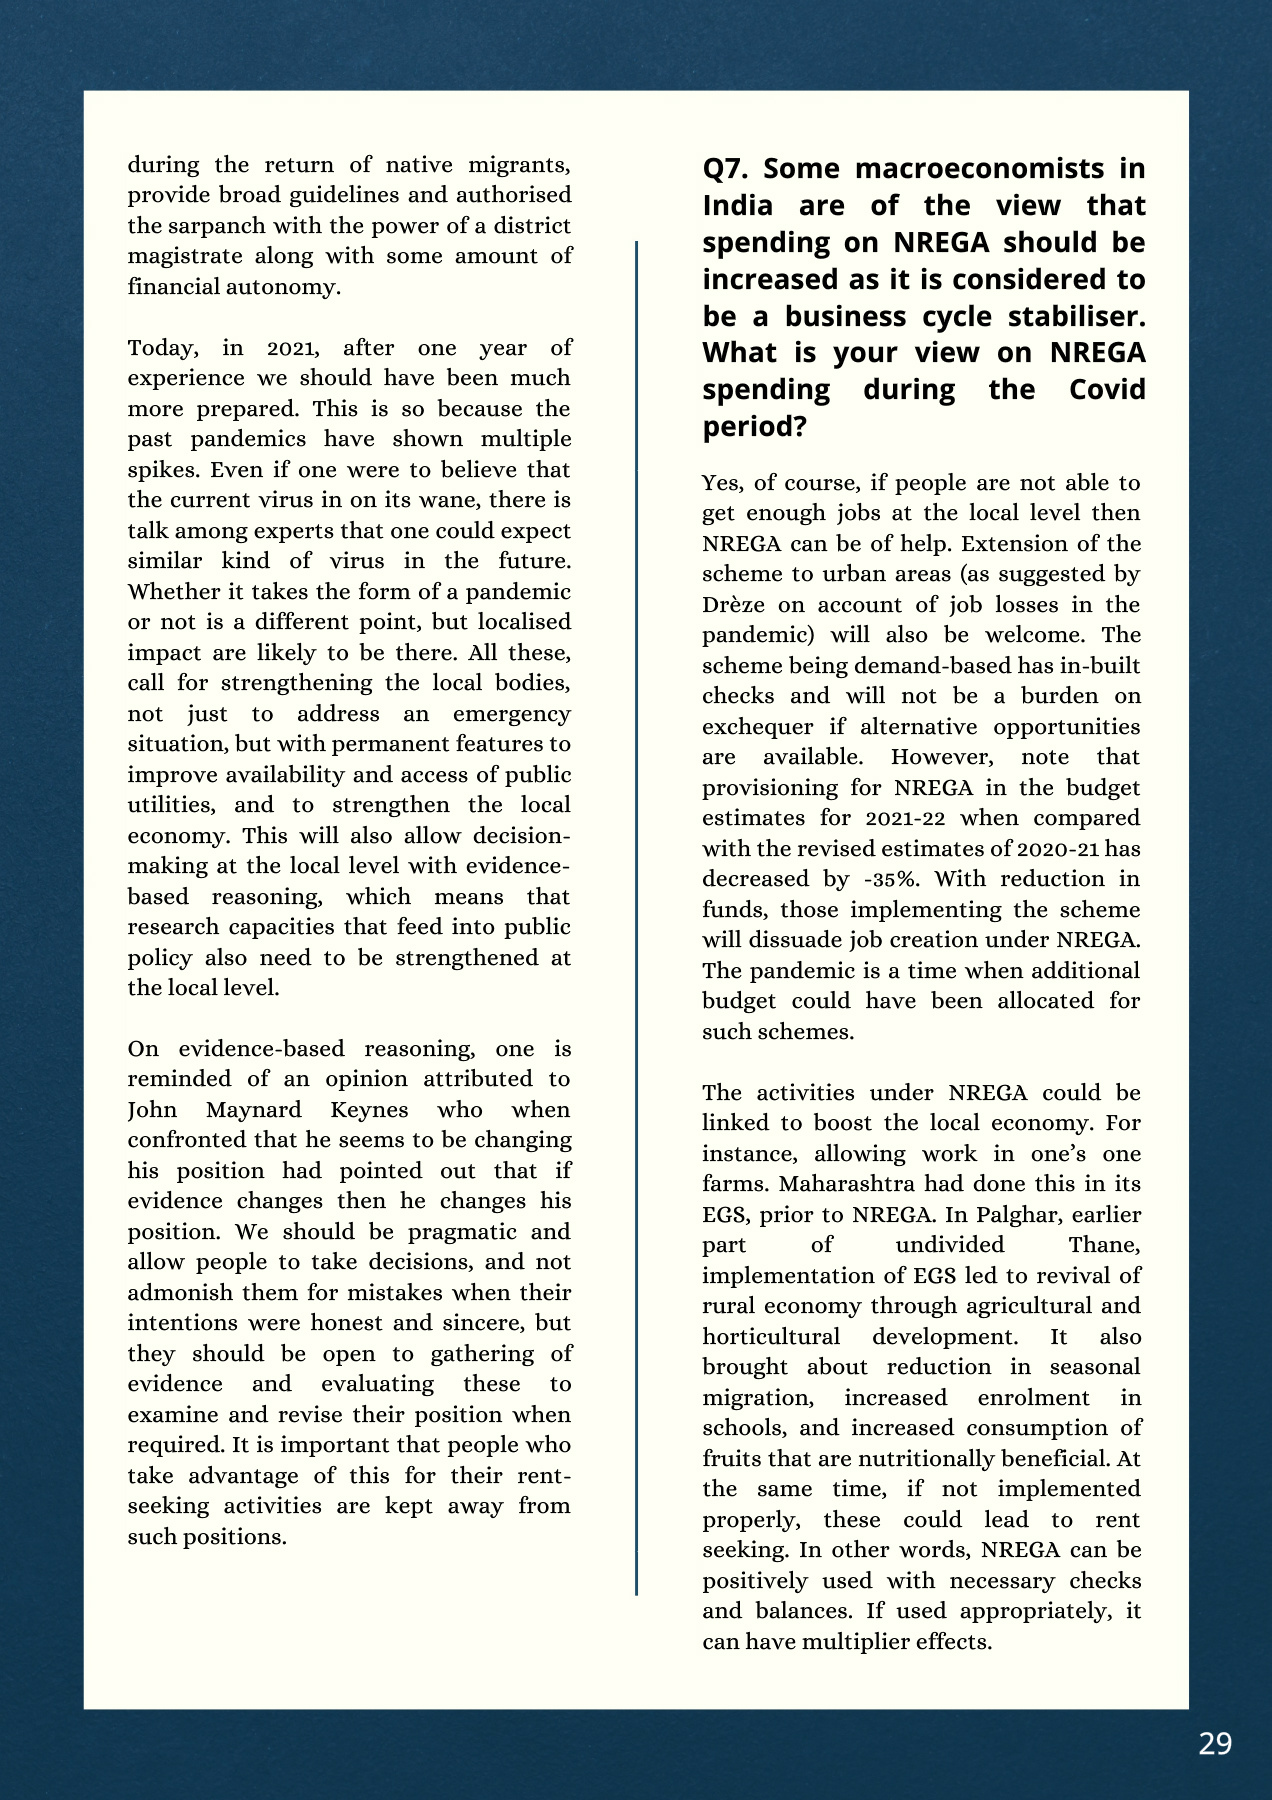 during the return of native migrants,
provide broad guidelines and authorised
the sarpanch with the power of a district
magistrate along with some amount of
financial autonomy.
Today, in 2021, after one year of
experience we should have been much
more prepared. This is so because the
past pandemics have shown multiple
spikes. Even if one were to believe that
the current virus in on its wane, there is
talk among experts that one could expect
similar kind of virus in the future.
Whether it takes the form of a pandemic
or not is a different point, but localised
impact are likely to be there. All these,
call for strengthening the local bodies,
not just to address an emergency
situation, but with permanent features to
improve availability and access of public
utilities, and to strengthen the local
economy. This will also allow decision-
making at the local level with evidence-
based reasoning, which means that
research capacities that feed into public
policy also need to be strengthened at
the local level.
On evidence-based reasoning, one is
reminded of an opinion attributed to
John Maynard Keynes who when
confronted that he seems to be changing
his position had pointed out that if
evidence changes then he changes his
position. We should be pragmatic and
allow people to take decisions, and not
admonish them for mistakes when their
intentions were honest and sincere, but
they should be open to gathering of
evidence and evaluating these to
examine and revise their position when
required. It is important that people who
take advantage of this for their rent-
seeking activities are kept away from
such positions.
Q7. Some macroeconomists in
India are of the view that
spending on NREGA should be
increased as it is considered to
be a business cycle stabiliser.
What is your view on NREGA
spending during the Covid
period?
Yes, of course, if people are not able to
get enough jobs at the local level then
NREGA can be of help. Extension of the
scheme to urban areas (as suggested by
Drèze on account of job losses in the
pandemic) will also be welcome. The
scheme being demand-based has in-built
checks and will not be a burden on
exchequer if alternative opportunities
are available. However, note that
provisioning for NREGA in the budget
estimates for 2021-22 when compared
with the revised estimates of 2020-21 has
decreased by -35%. With reduction in
funds, those implementing the scheme
will dissuade job creation under NREGA.
The pandemic is a time when additional
budget could have been allocated for
such schemes.
The activities under NREGA could be
linked to boost the local economy. For
instance, allowing work in one's one
farms. Maharashtra had done this in its
EGS, prior to NREGA. In Palghar, earlier
part of undivided Thane,
implementation of EGS led to revival of
rural economy through agricultural and
horticultural development. It also
brought about reduction in seasonal
migration, increased enrolment in
schools, and increased consumption of
fruits that are nutritionally beneficial. At
the same time, if not implemented
properly, these could lead to rent
seeking. In other words, NREGA can be
positively used with necessary checks
and balances. If used appropriately, it
can have multiplier effects.
29